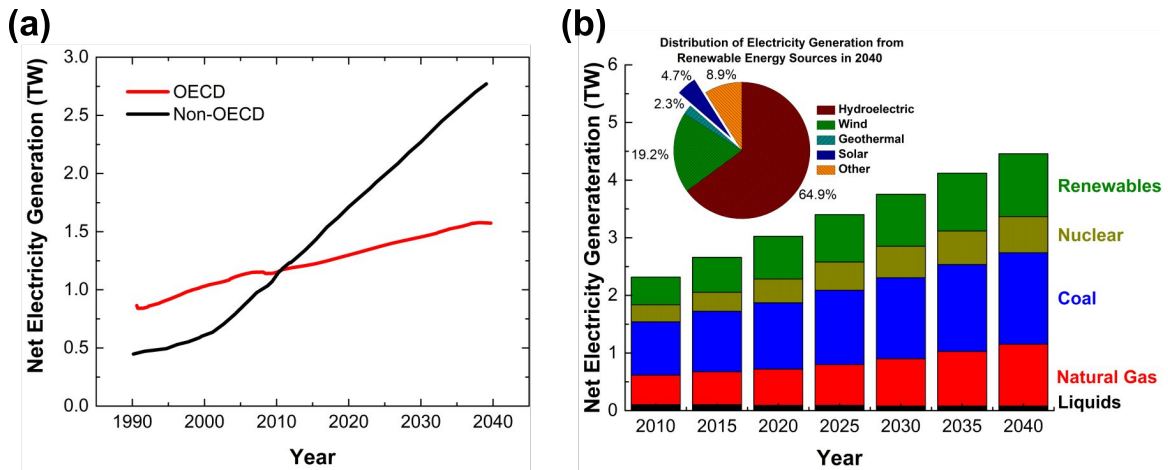 (a)
Net Electricity Generation (TW)
3.0
2.5
2.0
1.5
1.0
0.5
0.0
OECD
Non-OECD
1990
2000
2010
2020
2030
2040
Year
(b)
Net Electricity Generateration (TW)
6
5
4
3
2
1
0
Distribution of Electricity Generation from
Renewable Energy Sources in 2040
4.7%
8.9%
2.3%
19.2%
64.9%
Hydroelectric
Wind
Geothermal
Solar
Other
Renewables
Nuclear
Coal
Natural Gas
Liquids
2010
2015
2020
2025
2030
2035
2040
Year